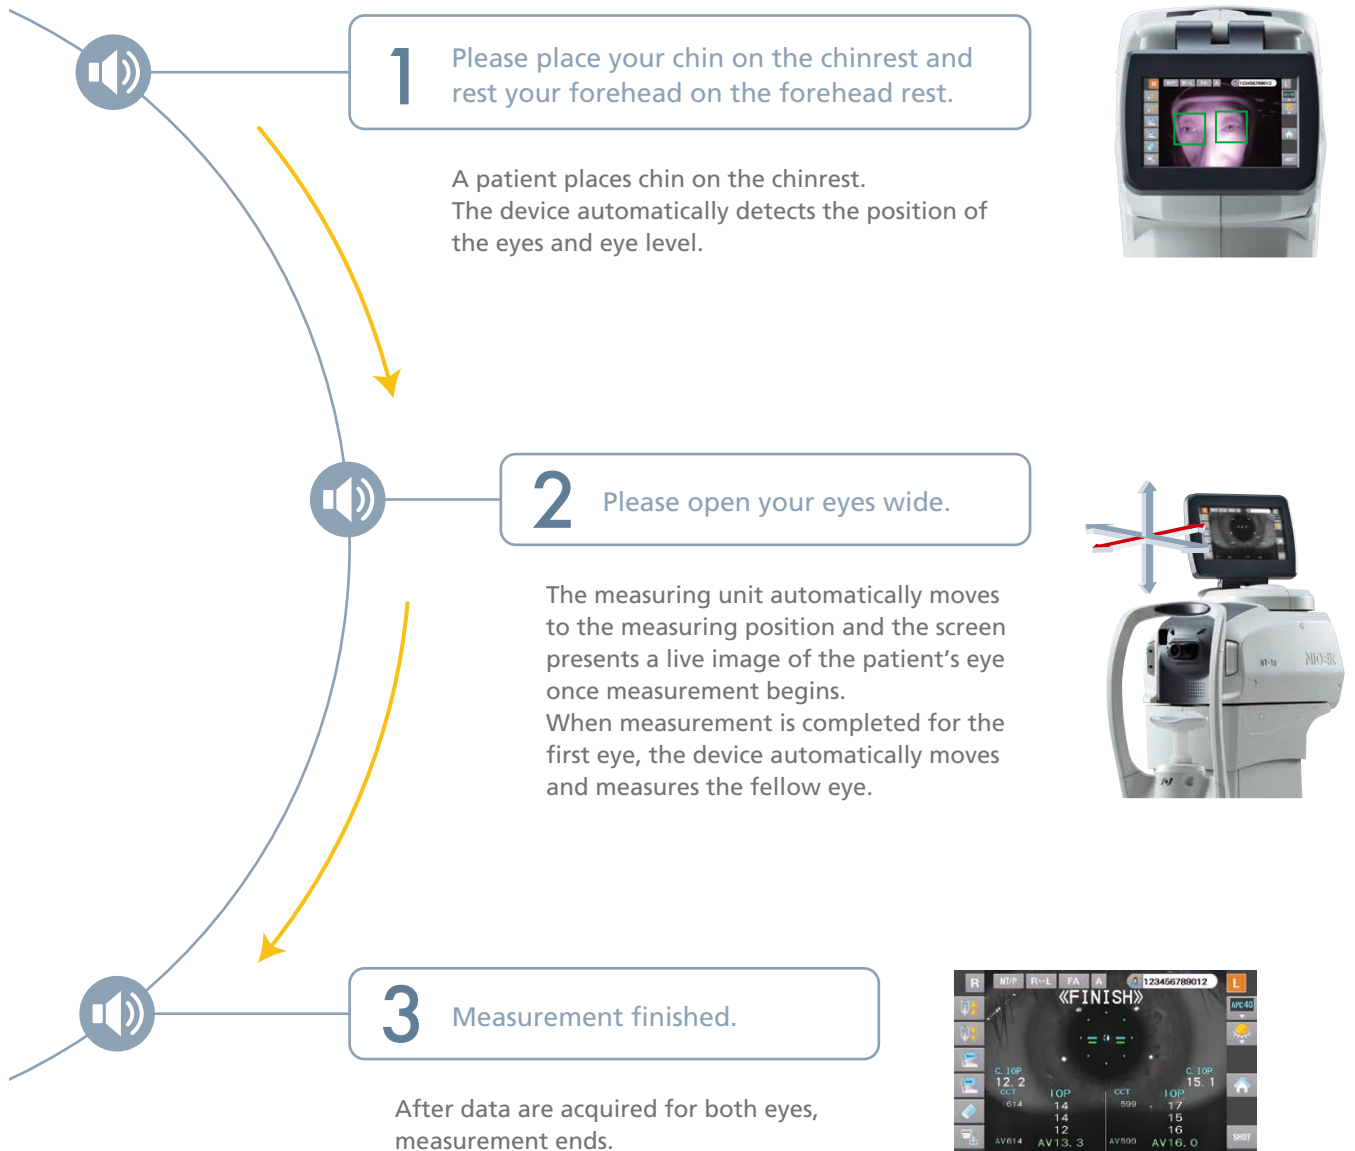 1
Please place your chin on the chinrest and
rest your forehead on the forehead rest.
A patient places chin on the chinrest.
The device automatically detects the position of
the eyes and eye level.
R
L
123456789012
2
Please open your eyes wide.
The measuring unit automatically moves
to the measuring position and the screen
presents a live image of the patient’s eye
once measurement begins.
When measurement is completed for the
first eye, the device automatically moves
and measures the fellow eye.
NIDEK
3
Measurement finished.
After data are acquired for both eyes,
measurement ends.
R NT/P R↔L FA A 123456789012 L
《FINISH》
APC40
C.IOP C.IOP
12.2 15.1
CCT IOP CCT IOP
614 14 599 17
14 15
12 16
AV614 AV13.3 AV599 AV16.0
SHOT